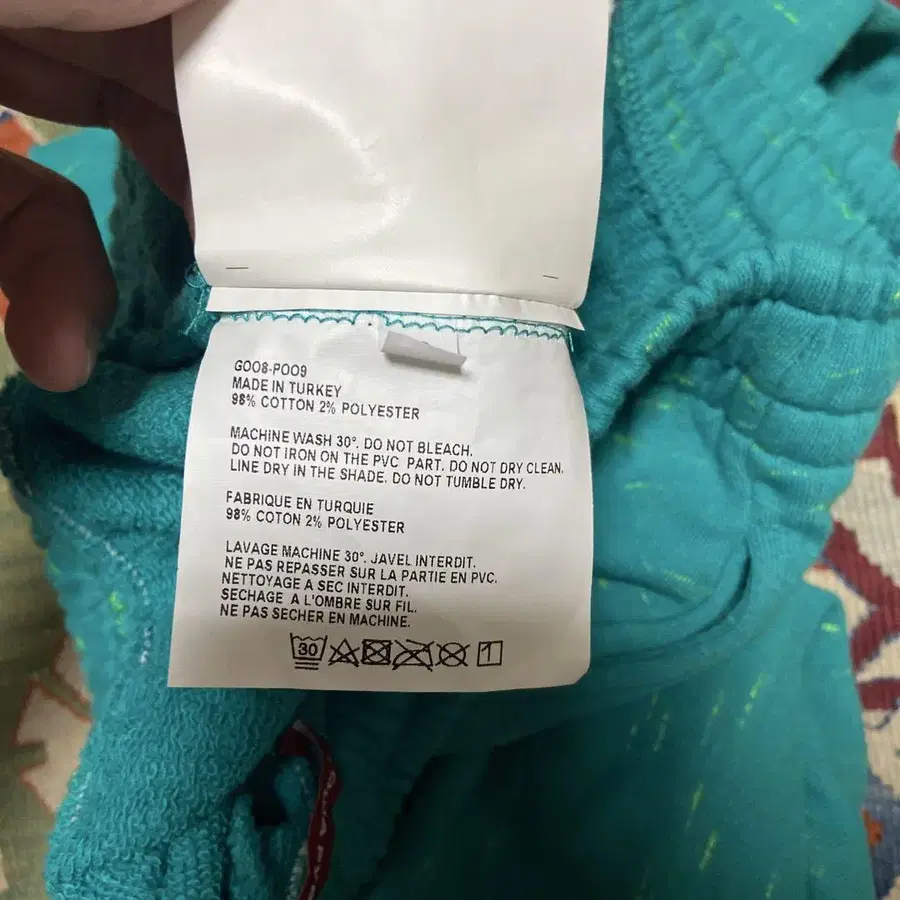 G008-P009
MADE IN TURKEY
98% COTTON 2% POLYESTER
MACHINE WASH 30°. DO NOT BLEACH.
DO NOT IRON ON THE PVC PART. DO NOT DRY CLEAN.
LINE DRY IN THE SHADE. DO NOT TUMBLE DRY.
FABRIQUE EN TURQUIE
98% COTON 2% POLYESTER
LAVAGE MACHINE 30°. JAVEL INTERDIT.
NE PAS REPASSER SUR LA PARTIE EN PVC.
NETTOYAGE A SEC INTERDIT.
SECHAGE A L'OMBRE SUR FIL.
NE PAS SECHER EN MACHINE.
30 1